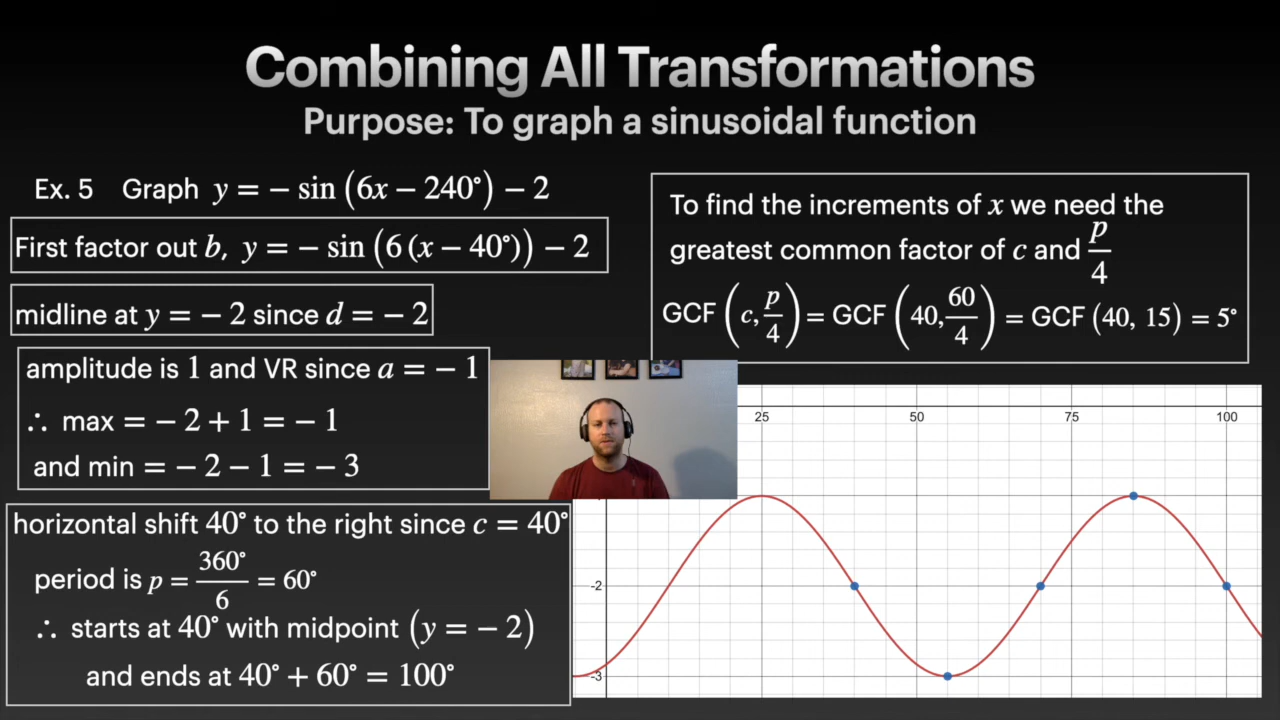 Combining All Transformations
Purpose: To graph a sinusoidal function
Ex. 5 Graph y = − sin (6x − 240°) − 2
First factor out b, y = − sin (6 (x − 40°)) − 2
midline at y = − 2 since d = − 2
amplitude is 1 and VR since a = − 1
∴ max = − 2 + 1 = − 1
and min = − 2 − 1 = − 3
horizontal shift 40° to the right since c = 40°
period is p = 360°/6 = 60°
∴ starts at 40° with midpoint (y = − 2)
and ends at 40° + 60° = 100°
To find the increments of x we need the
greatest common factor of c and p/4
GCF (c, p/4) = GCF (40, 60/4) = GCF (40, 15) = 5°
25 50 75 100
-2
-3